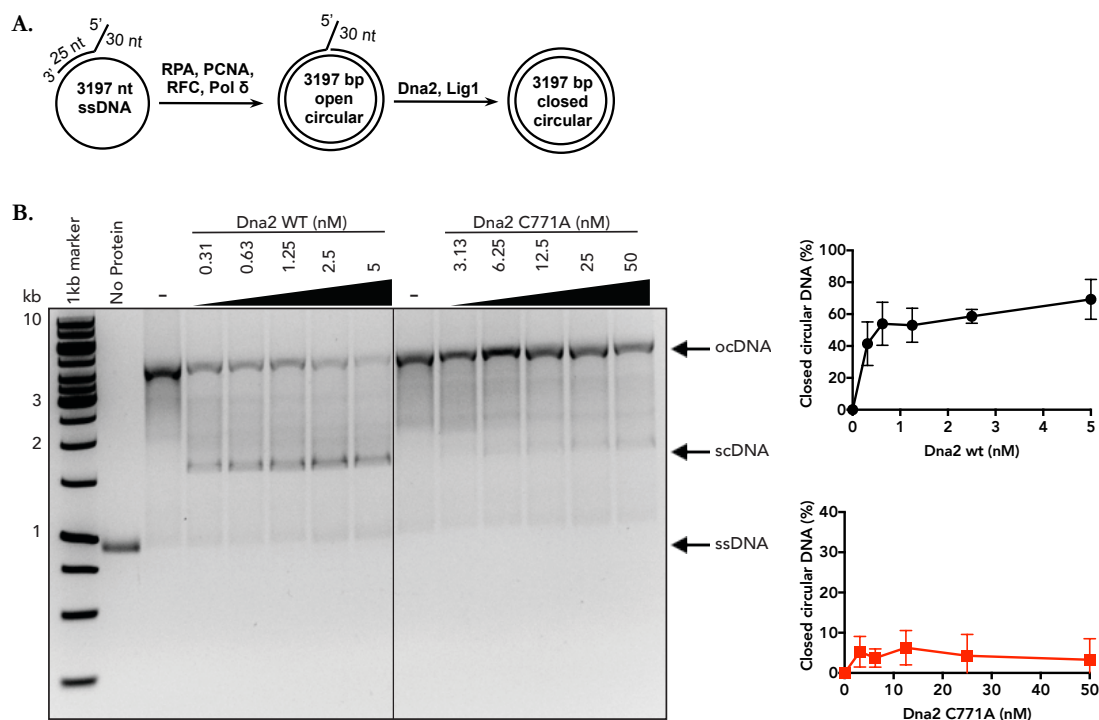 A.
5'
30 nt
25 nt
3'
3197 nt
ssDNA
RPA, PCNA,
RFC, Pol δ
5'
30 nt
3197 bp
open
circular
Dna2, Lig1
3197 bp
closed
circular
B.
1kb marker
No Protein
–
Dna2 WT (nM)
0.31
0.63
1.25
2.5
5
–
Dna2 C771A (nM)
3.13
6.25
12.5
25
50
kb
10
3
2
1
ocDNA
scDNA
ssDNA
Closed circular DNA (%)
100
80
60
40
20
0
0 1 2 3 4 5
Dna2 wt (nM)
Closed circular DNA (%)
40
30
20
10
0
0 10 20 30 40 50
Dna2 C771A (nM)